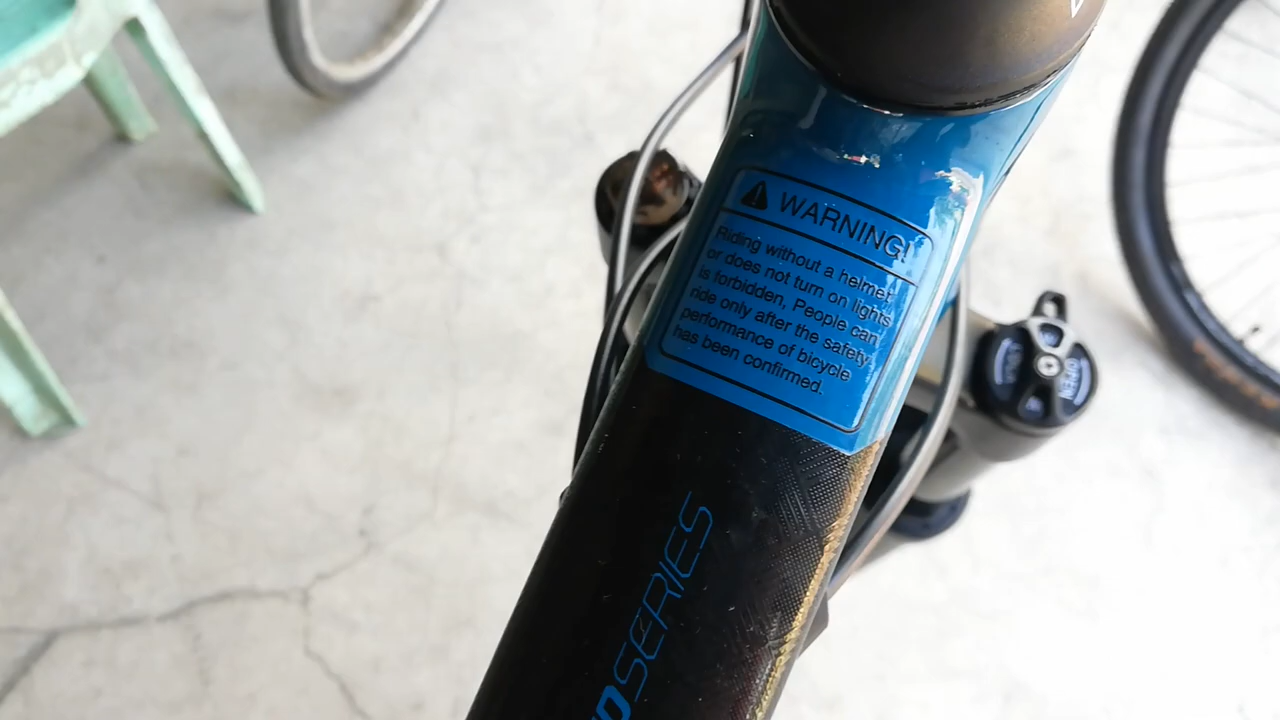 WARNING!
Riding without a helmet
or does not turn on lights
is forbidden, People can
ride only after the safety
performance of bicycle
has been confirmed.
SERIES
OPEN